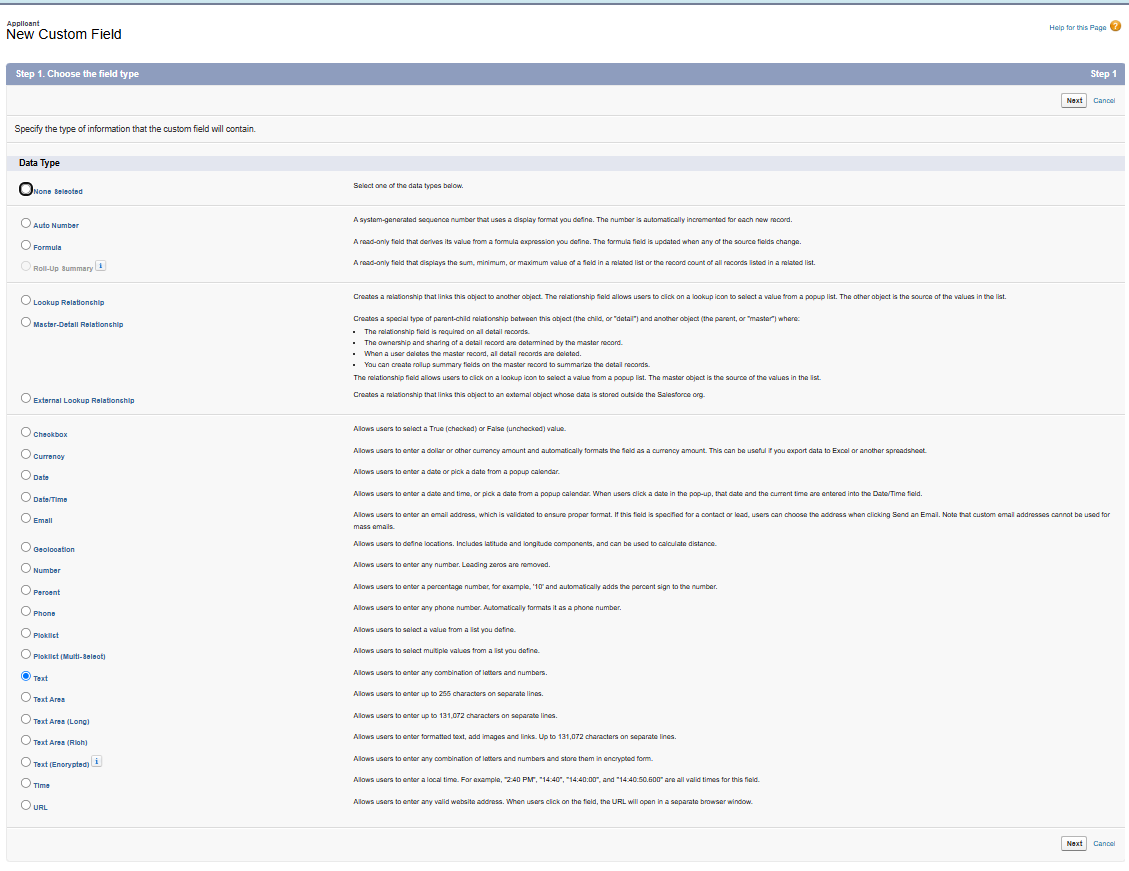 Applicant
New Custom Field
Help for this Page ?
Step 1. Choose the field type Step 1
Next Cancel
Specify the type of information that the custom field will contain.
Data Type
None Selected Select one of the data types below.
Auto Number A system-generated sequence number that uses a display format you define. The number is automatically incremented for each new record.
Formula A read-only field that derives its value from a formula expression you define. The formula field is updated when any of the source fields change.
Roll-Up Summary i A read-only field that displays the sum, minimum, or maximum value of a field in a related list or the record count of all records listed in a related list.
Lookup Relationship Creates a relationship that links this object to another object. The relationship field allows users to click on a lookup icon to select a value from a popup list. The other object is the source of the values in the list.
Master-Detail Relationship Creates a special type of parent-child relationship between this object (the child, or "detail") and another object (the parent, or "master") where:
• The relationship field is required on all detail records.
• The ownership and sharing of a detail record are determined by the master record.
• When a user deletes the master record, all detail records are deleted.
• You can create rollup summary fields on the master record to summarize the detail records.
The relationship field allows users to click on a lookup icon to select a value from a popup list. The master object is the source of the values in the list.
External Lookup Relationship Creates a relationship that links this object to an external object whose data is stored outside the Salesforce org.
Checkbox Allows users to select a True (checked) or False (unchecked) value.
Currency Allows users to enter a dollar or other currency amount and automatically formats the field as a currency amount. This can be useful if you export data to Excel or another spreadsheet.
Date Allows users to enter a date or pick a date from a popup calendar.
Date/Time Allows users to enter a date and time, or pick a date from a popup calendar. When users click a date in the pop-up, that date and the current time are entered into the Date/Time field.
Email Allows users to enter an email address, which is validated to ensure proper format. If this field is specified for a contact or lead, users can choose the address when clicking Send an Email. Note that custom email addresses cannot be used for
mass emails.
Geolocation Allows users to define locations. Includes latitude and longitude components, and can be used to calculate distance.
Number Allows users to enter any number. Leading zeros are removed.
Percent Allows users to enter a percentage number, for example, '10' and automatically adds the percent sign to the number.
Phone Allows users to enter any phone number. Automatically formats it as a phone number.
Picklist Allows users to select a value from a list you define.
Picklist (Multi-Select) Allows users to select multiple values from a list you define.
Text Allows users to enter any combination of letters and numbers.
Text Area Allows users to enter up to 255 characters on separate lines.
Text Area (Long) Allows users to enter up to 131,072 characters on separate lines.
Text Area (Rich) Allows users to enter formatted text, add images and links. Up to 131,072 characters on separate lines.
Text (Encrypted) i Allows users to enter any combination of letters and numbers and store them in encrypted form.
Time Allows users to enter a local time. For example, "2:40 PM", "14:40", "14:40:00", and "14:40:50.600" are all valid times for this field.
URL Allows users to enter any valid website address. When users click on the field, the URL will open in a separate browser window.
Next Cancel